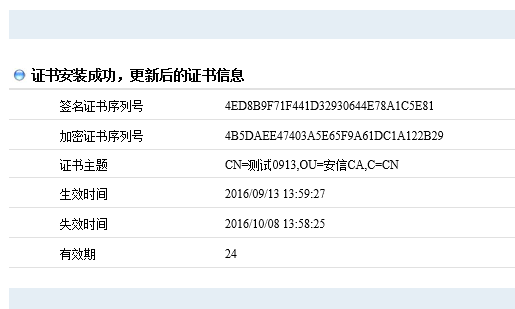 证书安装成功，更新后的证书信息
签名证书序列号 4ED8B9F71F441D32930644E78A1C5E81
加密证书序列号 4B5DAEE47403A5E65F9A61DC1A122B29
证书主题 CN=测试0913,OU=安信CA,C=CN
生效时间 2016/09/13 13:59:27
失效时间 2016/10/08 13:58:25
有效期 24